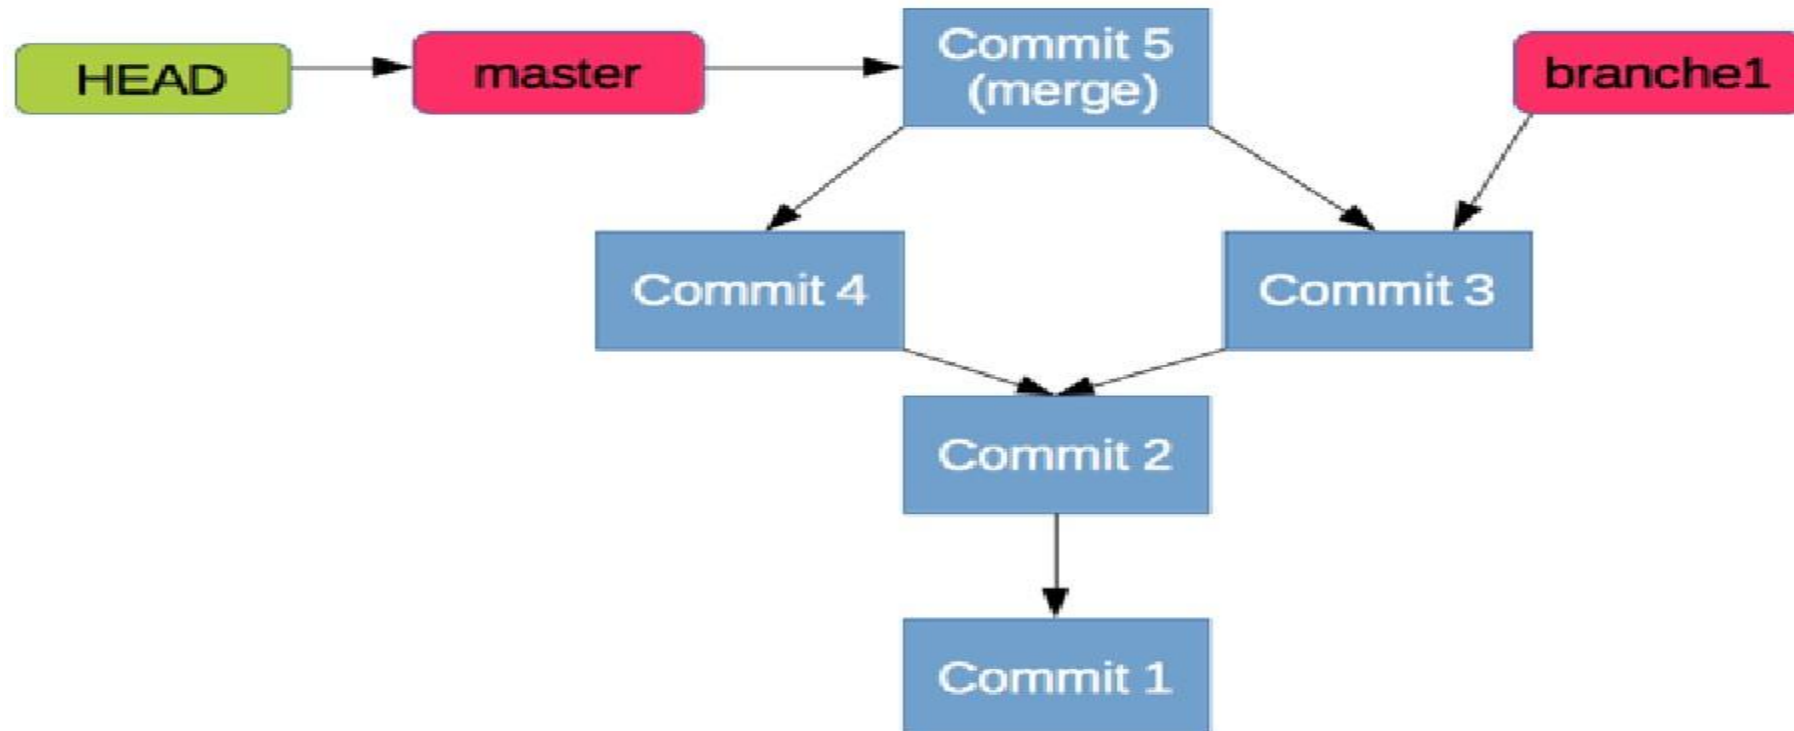 HEAD
master
Commit 5
(merge)
branche1
Commit 4
Commit 3
Commit 2
Commit 1